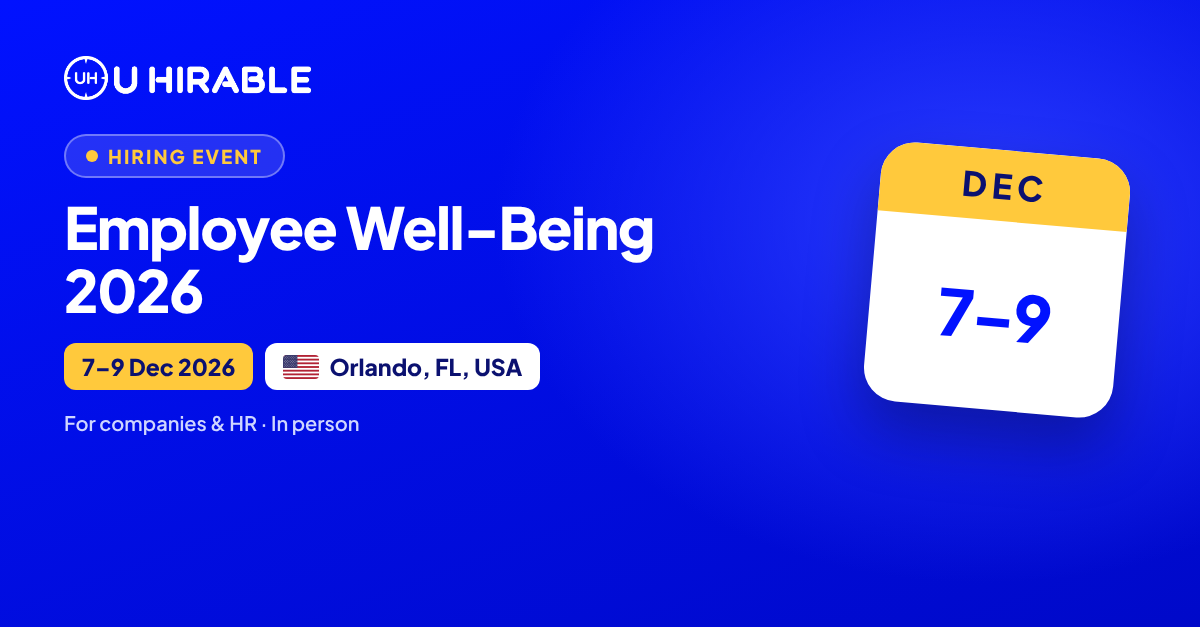 UH U HIRABLE
HIRING EVENT
Employee Well-Being
2026
7–9 Dec 2026
Orlando, FL, USA
For companies & HR · In person
DEC
7–9